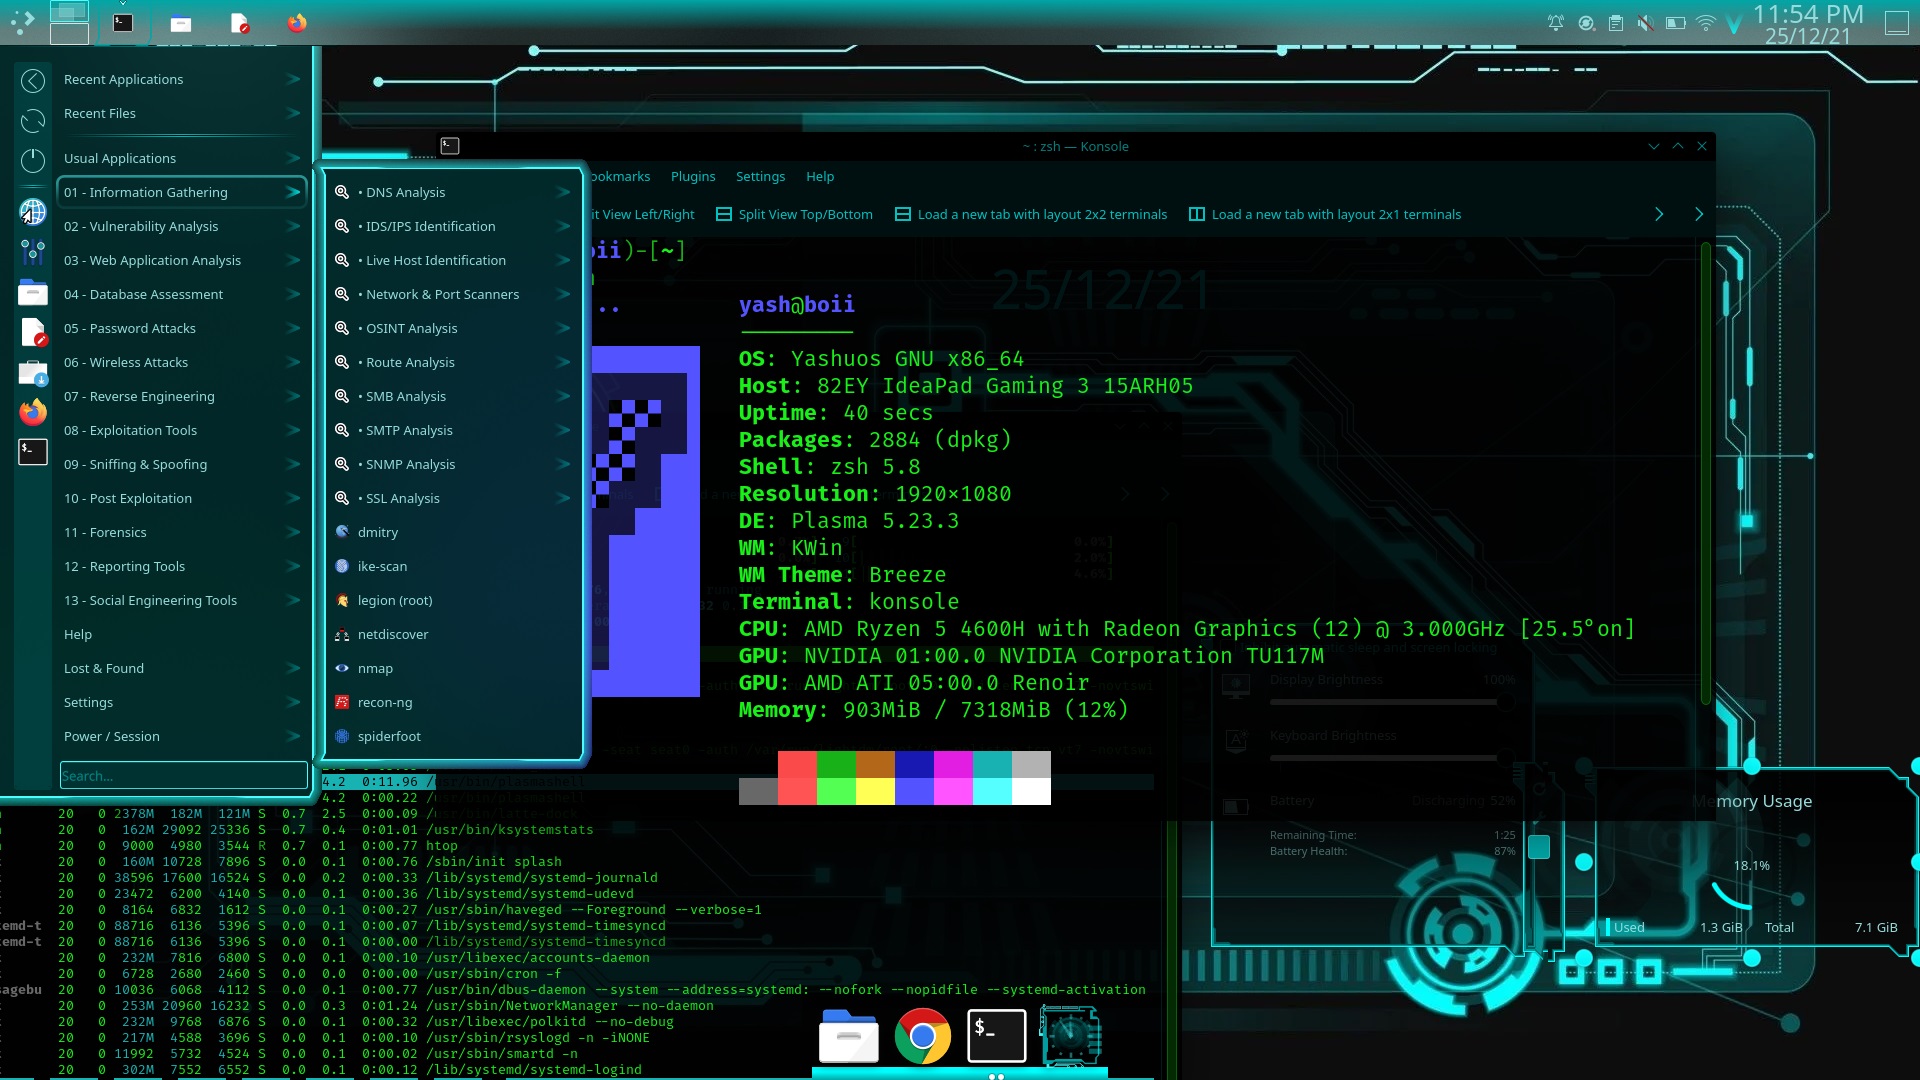 11:54 PM
25/12/21
Recent Applications
Recent Files
Usual Applications
01 - Information Gathering
02 - Vulnerability Analysis
03 - Web Application Analysis
04 - Database Assessment
05 - Password Attacks
06 - Wireless Attacks
07 - Reverse Engineering
08 - Exploitation Tools
09 - Sniffing & Spoofing
10 - Post Exploitation
11 - Forensics
12 - Reporting Tools
13 - Social Engineering Tools
Help
Lost & Found
Settings
Power / Session
Search...
• DNS Analysis
• IDS/IPS Identification
• Live Host Identification
• Network & Port Scanners
• OSINT Analysis
• Route Analysis
• SMB Analysis
• SMTP Analysis
• SNMP Analysis
• SSL Analysis
dmitry
ike-scan
legion (root)
netdiscover
nmap
recon-ng
spiderfoot
~ : zsh — Konsole
ookmarks Plugins Settings Help
it View Left/Right Split View Top/Bottom Load a new tab with layout 2x2 terminals Load a new tab with layout 2x1 terminals
oii)-[~]
25/12/21
..
yash@boii
OS: Yashuos GNU x86_64
Host: 82EY IdeaPad Gaming 3 15ARH05
Uptime: 40 secs
Packages: 2884 (dpkg)
Shell: zsh 5.8
Resolution: 1920×1080
DE: Plasma 5.23.3
WM: KWin
WM Theme: Breeze
Terminal: konsole
CPU: AMD Ryzen 5 4600H with Radeon Graphics (12) @ 3.000GHz [25.5°on]
GPU: NVIDIA 01:00.0 NVIDIA Corporation TU117M
GPU: AMD ATI 05:00.0 Renoir
Memory: 903MiB / 7318MiB (12%)
sleep and screen locking
Display Brightness 100%
Keyboard Brightness
Battery Discharging 52%
Remaining Time: 1:25
Battery Health: 87%
Memory Usage
18.1%
Used 1.3 GiB Total 7.1 GiB
4.2 0:11.96 /usr/bin/plasmashell
4.2 0:00.22 /usr/bin/plasmashell
20 0 2378M 182M 121M S 0.7 2.5 0:00.09 /
20 0 162M 29092 25336 S 0.7 0.4 0:01.01 /usr/bin/ksystemstats
20 0 9000 4980 3544 R 0.7 0.1 0:00.77 htop
20 0 160M 10728 7896 S 0.0 0.1 0:00.76 /sbin/init splash
20 0 38596 17600 16524 S 0.0 0.2 0:00.33 /lib/systemd/systemd-journald
20 0 23472 6200 4140 S 0.0 0.1 0:00.36 /lib/systemd/systemd-udevd
20 0 8164 6832 1612 S 0.0 0.1 0:00.27 /usr/sbin/haveged --Foreground --verbose=1
emd-t 20 0 88716 6136 5396 S 0.0 0.1 0:00.07 /lib/systemd/systemd-timesyncd
emd-t 20 0 88716 6136 5396 S 0.0 0.1 0:00.00 /lib/systemd/systemd-timesyncd
20 0 232M 7816 6800 S 0.0 0.1 0:00.10 /usr/libexec/accounts-daemon
20 0 6728 2680 2460 S 0.0 0.0 0:00.00 /usr/sbin/cron -f
sagebu 20 0 10036 6068 4112 S 0.0 0.1 0:00.77 /usr/bin/dbus-daemon --system --address=systemd: --nofork --nopidfile --systemd-activation
20 0 253M 20960 16232 S 0.0 0.3 0:01.24 /usr/sbin/NetworkManager --no-daemon
20 0 232M 9768 6876 S 0.0 0.1 0:00.32 /usr/libexec/polkitd --no-debug
20 0 217M 4588 3696 S 0.0 0.1 0:00.10 /usr/sbin/rsyslogd -n -iNONE
20 0 11992 5732 4524 S 0.0 0.1 0:00.02 /usr/sbin/smartd -n
20 0 302M 7552 6552 S 0.0 0.1 0:00.12 /lib/systemd/systemd-logind